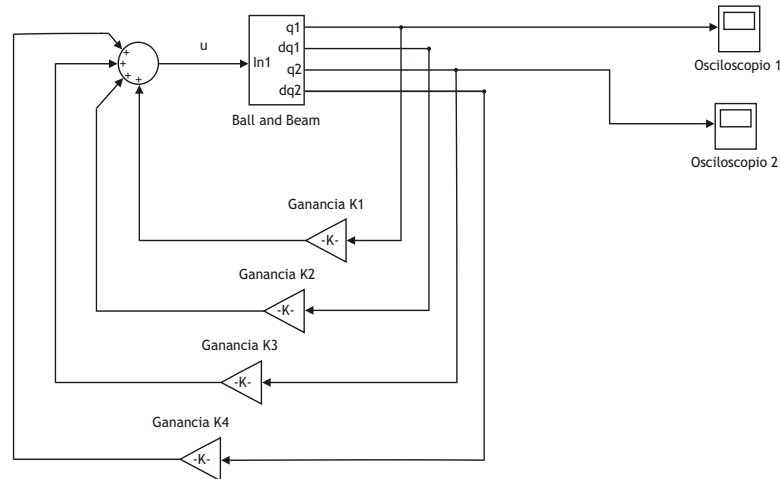 q1
dq1
q2
dq2
u
In1
+
+
+
+
Osciloscopio 1
Ball and Beam
Osciloscopio 2
Ganancia K1
-K-
Ganancia K2
-K-
Ganancia K3
-K-
Ganancia K4
-K-